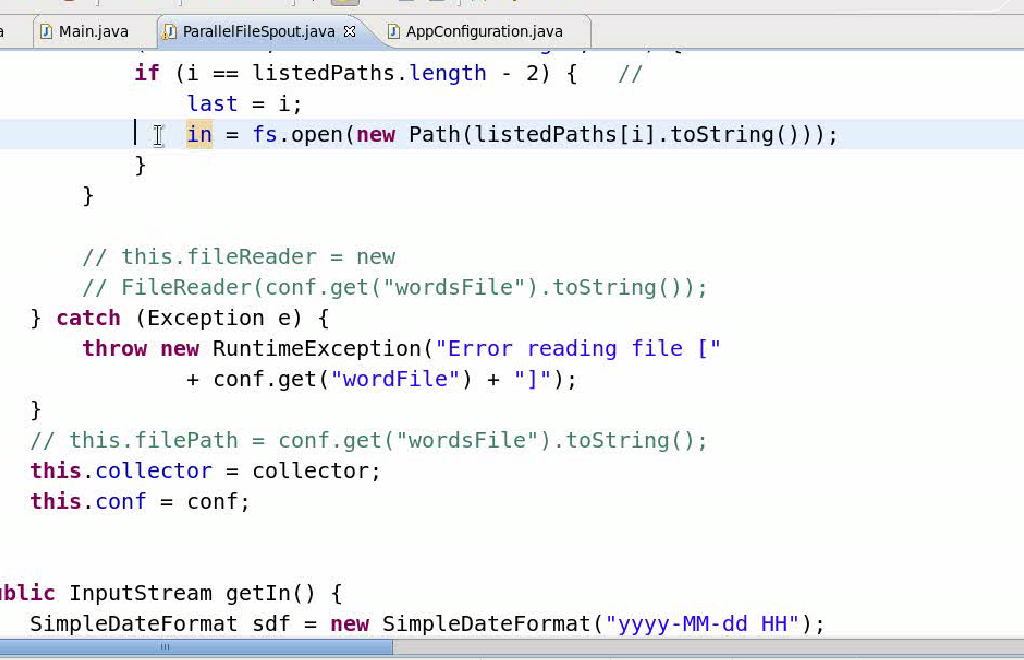 a Main.java ParallelFileSpout.java AppConfiguration.java
if (i == listedPaths.length - 2) { //
last = i;
in = fs.open(new Path(listedPaths[i].toString()));
}
}
// this.fileReader = new
// FileReader(conf.get("wordsFile").toString());
} catch (Exception e) {
throw new RuntimeException("Error reading file ["
+ conf.get("wordFile") + "]");
}
// this.filePath = conf.get("wordsFile").toString();
this.collector = collector;
this.conf = conf;
ublic InputStream getIn() {
SimpleDateFormat sdf = new SimpleDateFormat("yyyy-MM-dd HH");